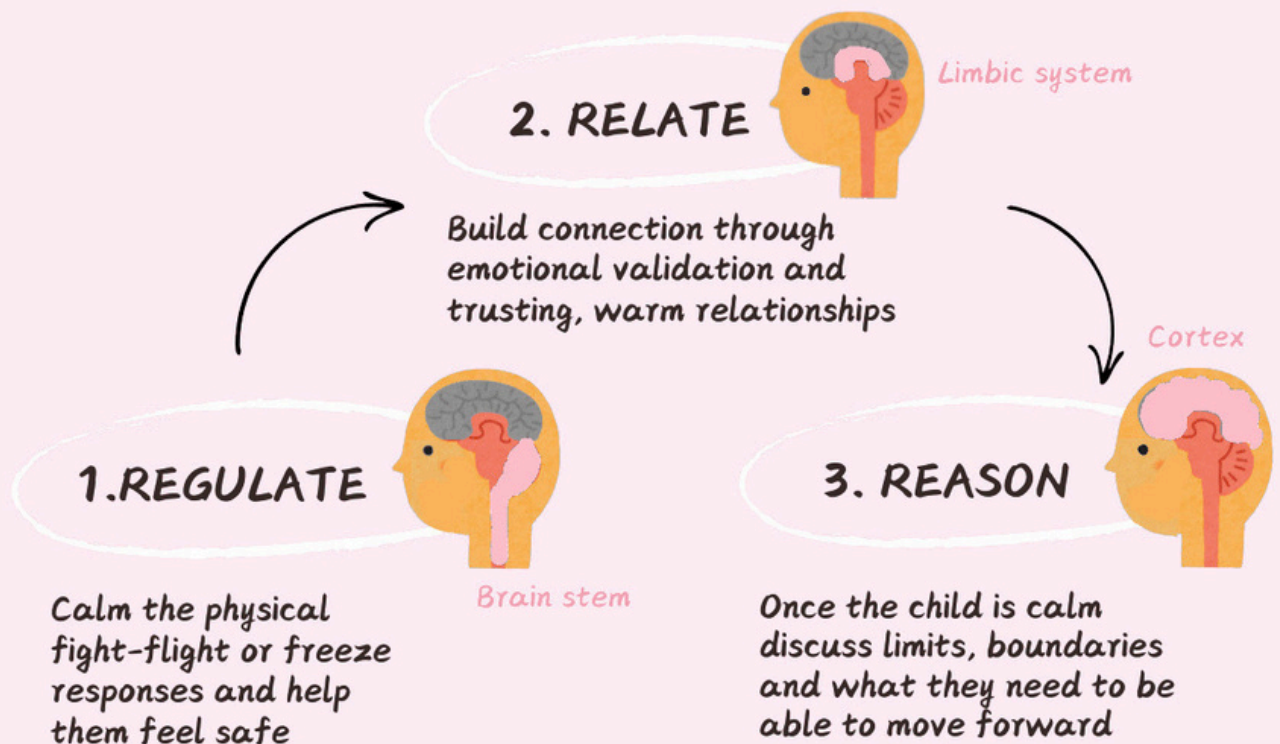 2. RELATE
Limbic system
Build connection through
emotional validation and
trusting, warm relationships
1.REGULATE
Brain stem
Calm the physical
fight-flight or freeze
responses and help
them feel safe
Cortex
3. REASON
Once the child is calm
discuss limits, boundaries
and what they need to be
able to move forward